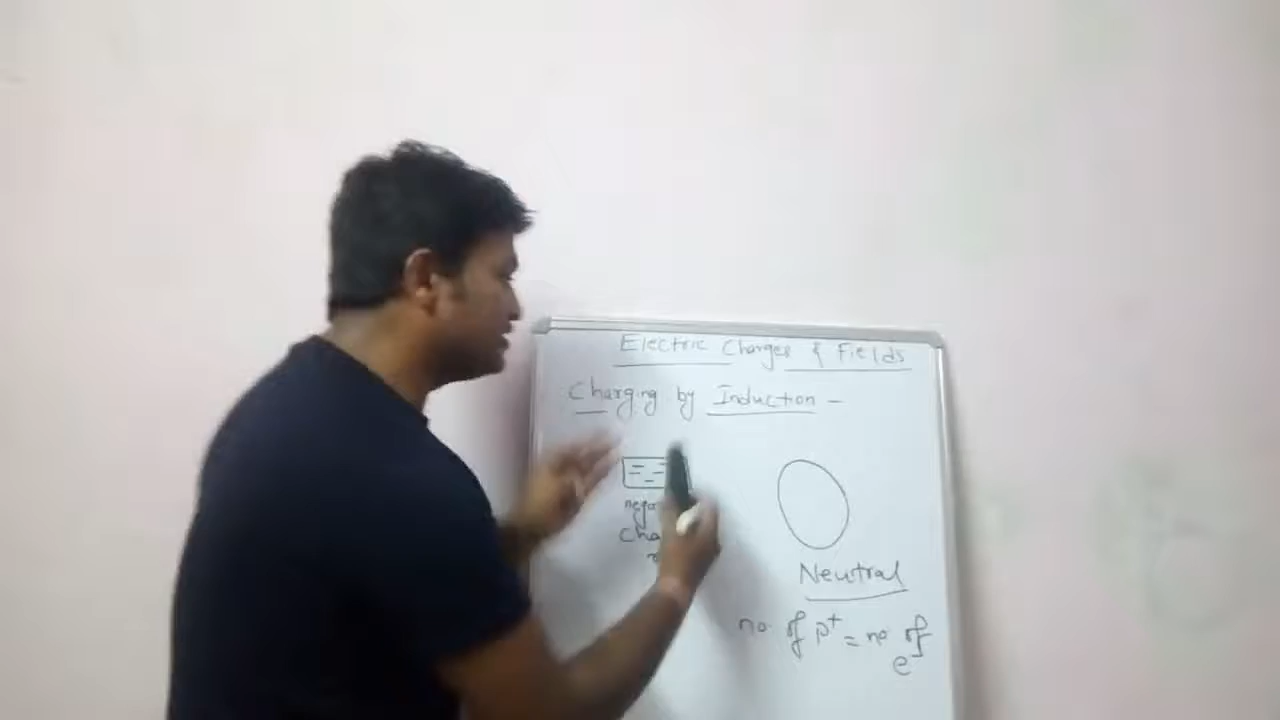 Electric Charges & Fields
Charging by Induction -
Neutral
no of p+ = no of
e